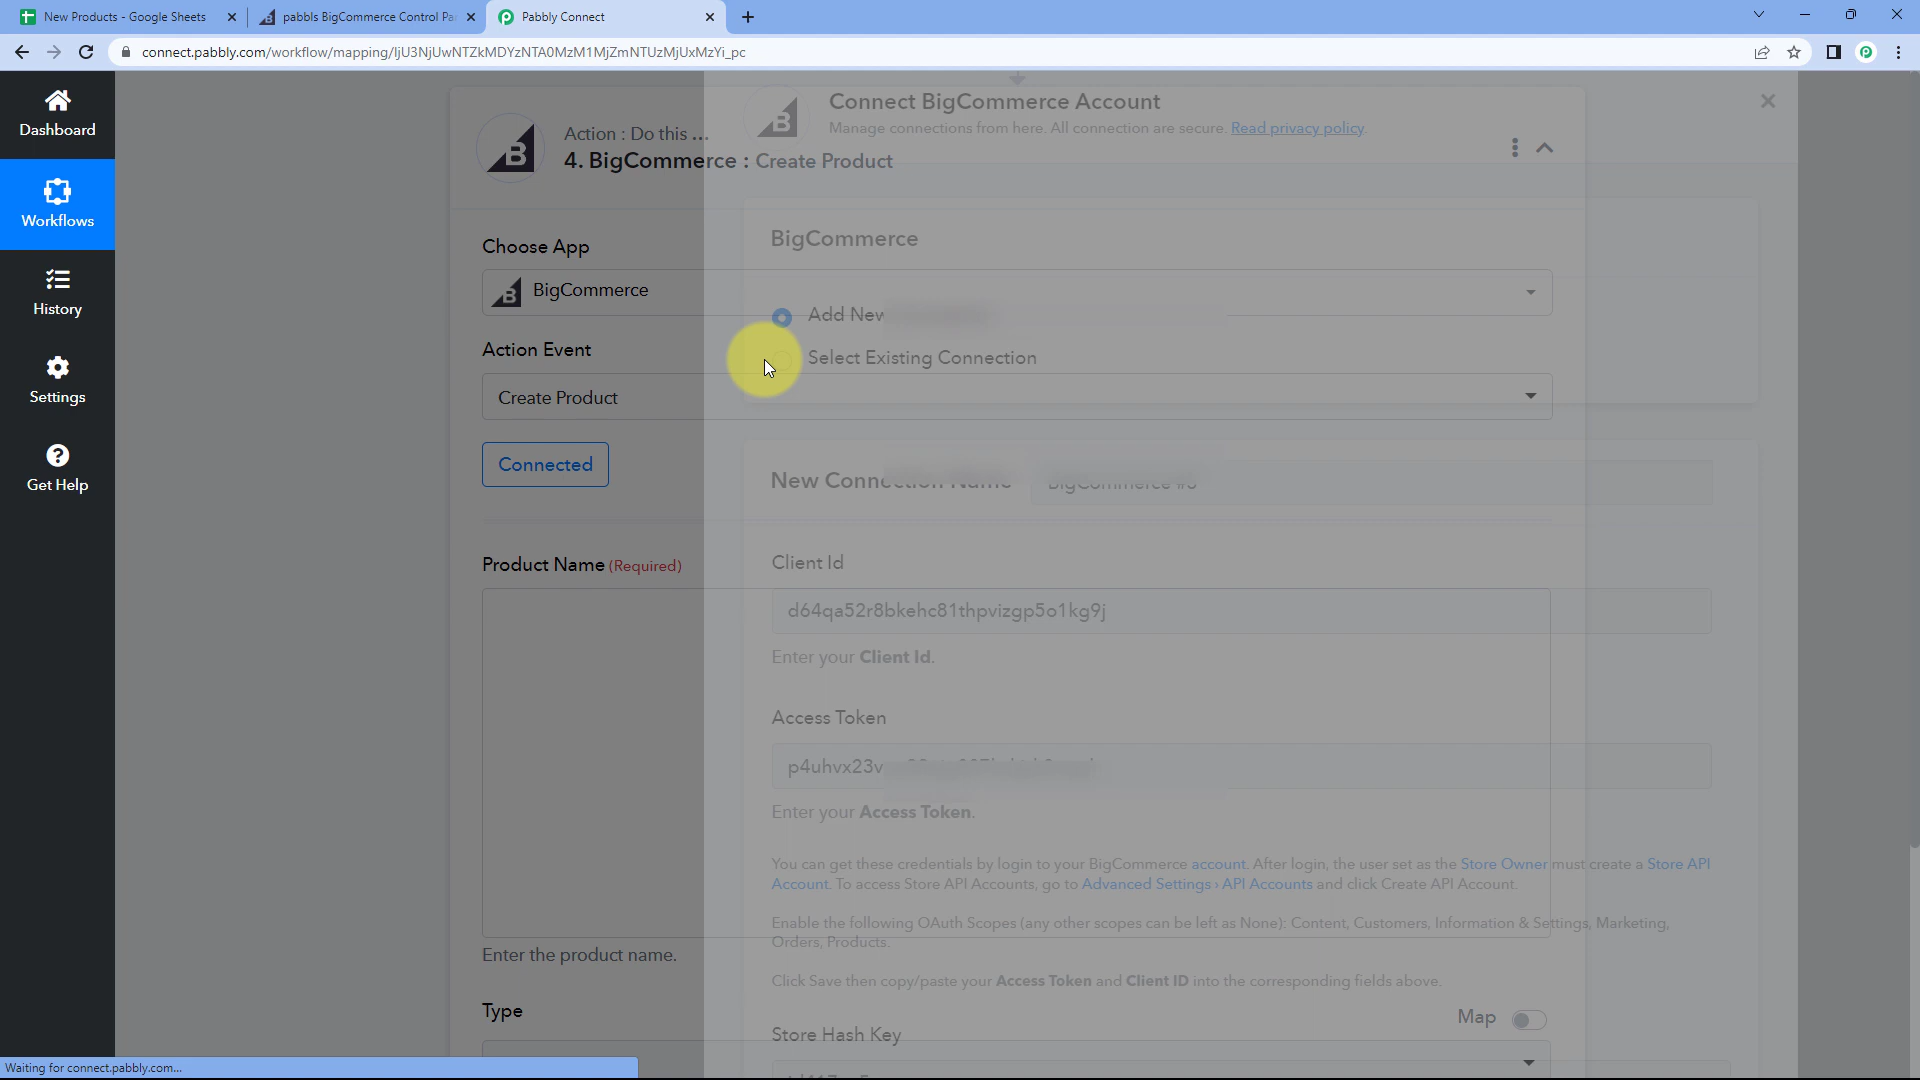 New Products - Google Sheets
pabbls BigCommerce Control Pa
Pabbly Connect
connect.pabbly.com/workflow/mapping/IjU3NjUwNTZkMDYzNTA0MzM1MjZmNTUzMjUxMzYi_pc
Dashboard
Workflows
History
Settings
Get Help
Action : Do this ...
4. BigCommerce : Create Product
Connect BigCommerce Account
Manage connections from here. All connection are secure. Read privacy policy.
Choose App
BigCommerce
BigCommerce
Add New
Action Event
Select Existing Connection
Create Product
Connected
New Connection Name
BigCommerce #3
Product Name (Required)
Client Id
d64qa52r8bkehc81thpvizgp5o1kg9j
Enter your Client Id.
Access Token
p4uhvx23v
Enter your Access Token.
You can get these credentials by login to your BigCommerce account. After login, the user set as the Store Owner must create a Store API
Account. To access Store API Accounts, go to Advanced Settings › API Accounts and click Create API Account.
Enable the following OAuth Scopes (any other scopes can be left as None): Content, Customers, Information & Settings, Marketing,
Orders, Products.
Enter the product name.
Click Save then copy/paste your Access Token and Client ID into the corresponding fields above.
Type
Map
Store Hash Key
Waiting for connect.pabbly.com...